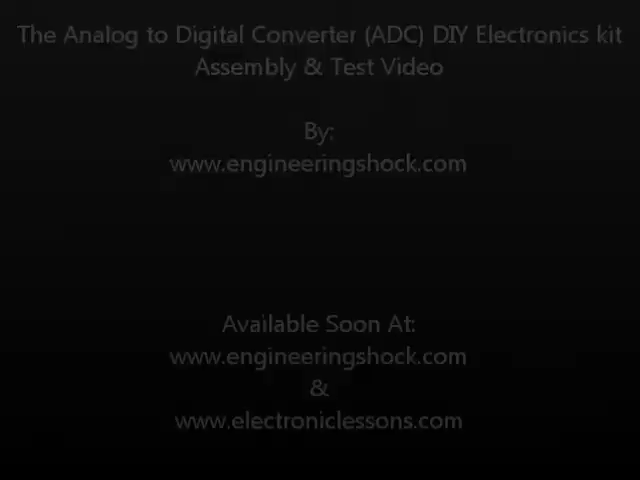 The Analog to Digital Converter (ADC) DIY Electronics kit
Assembly & Test Video
By:
www.engineeringshock.com
Available Soon At:
www.engineeringshock.com
&
www.electroniclessons.com